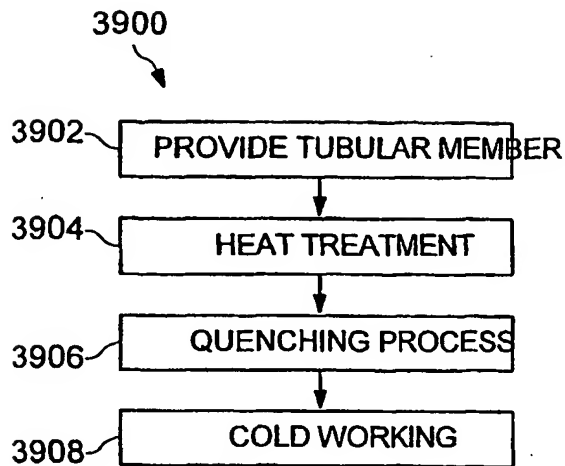 3900
3902 PROVIDE TUBULAR MEMBER
3904 HEAT TREATMENT
3906 QUENCHING PROCESS
3908 COLD WORKING